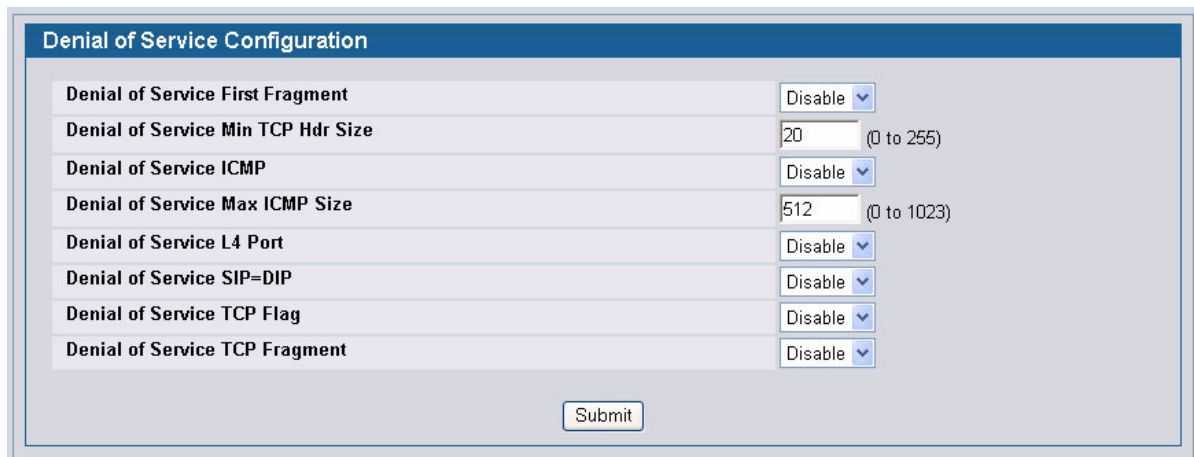 Denial of Service Configuration
Denial of Service First Fragment Disable
Denial of Service Min TCP Hdr Size 20 (0 to 255)
Denial of Service ICMP Disable
Denial of Service Max ICMP Size 512 (0 to 1023)
Denial of Service L4 Port Disable
Denial of Service SIP=DIP Disable
Denial of Service TCP Flag Disable
Denial of Service TCP Fragment Disable
Submit